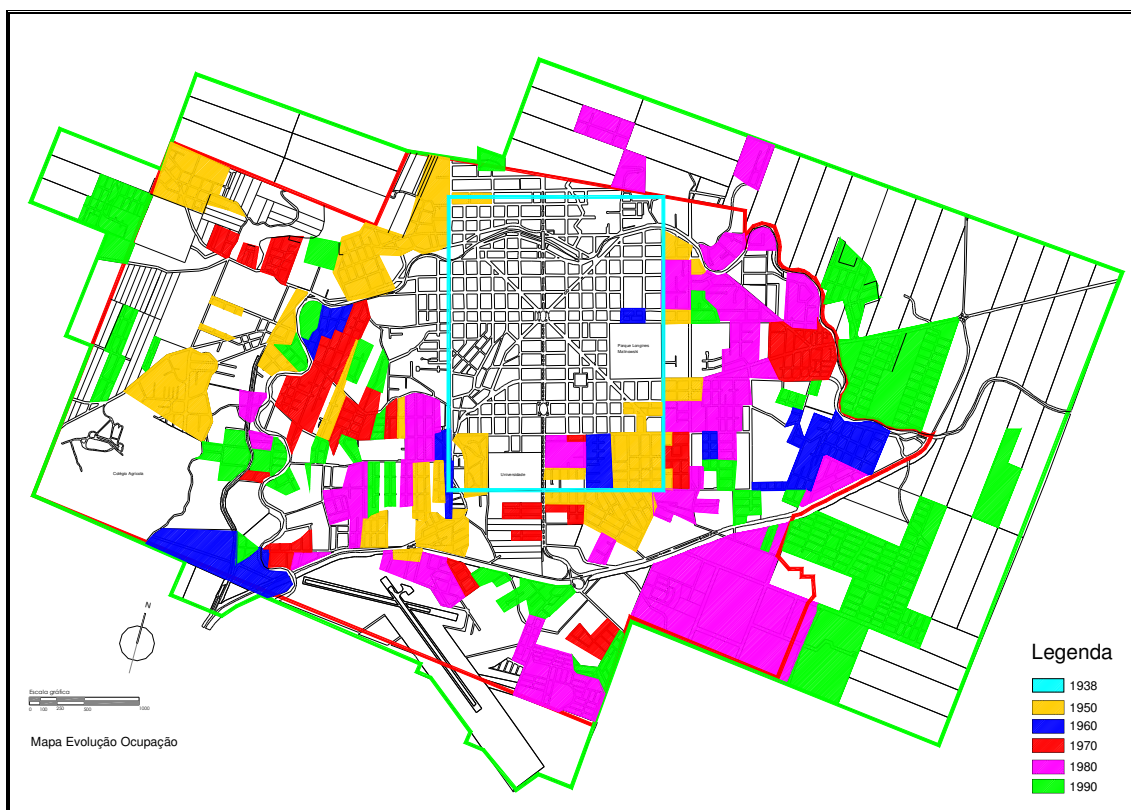 Parque Longines
Malinowski
Universidade
Colégio Agrícola
N
Escala gráfica
0 100 250 500 1000
Mapa Evolução Ocupação
Legenda
1938
1950
1960
1970
1980
1990